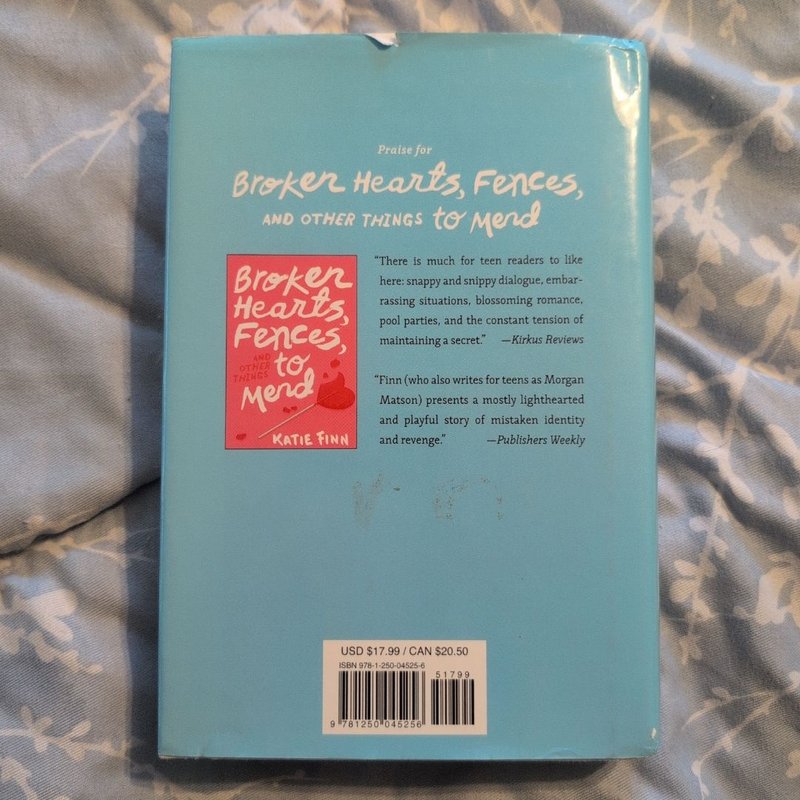 Praise for
Broken Hearts, Fences,
AND OTHER THINGS to Mend
Broken
Hearts,
Fences,
AND
OTHER
THINGS
to
Mend
KATIE FINN
“There is much for teen readers to like
here: snappy and snippy dialogue, embar-
rassing situations, blossoming romance,
pool parties, and the constant tension of
maintaining a secret.” —Kirkus Reviews
“Finn (who also writes for teens as Morgan
Matson) presents a mostly lighthearted
and playful story of mistaken identity
and revenge.” —Publishers Weekly
USD $17.99 / CAN $20.50
ISBN 978-1-250-04525-6
51799
9 781250 045256